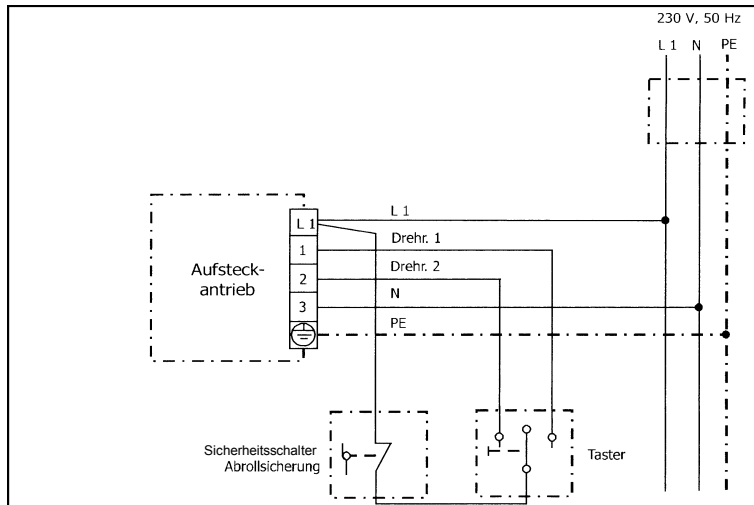 230 V, 50 Hz
L 1 N PE
L 1
L 1
Drehr. 1
1
Drehr. 2
2
Aufsteck-
antrieb
N
3
PE
Sicherheitsschalter
Abrollsicherung
Taster